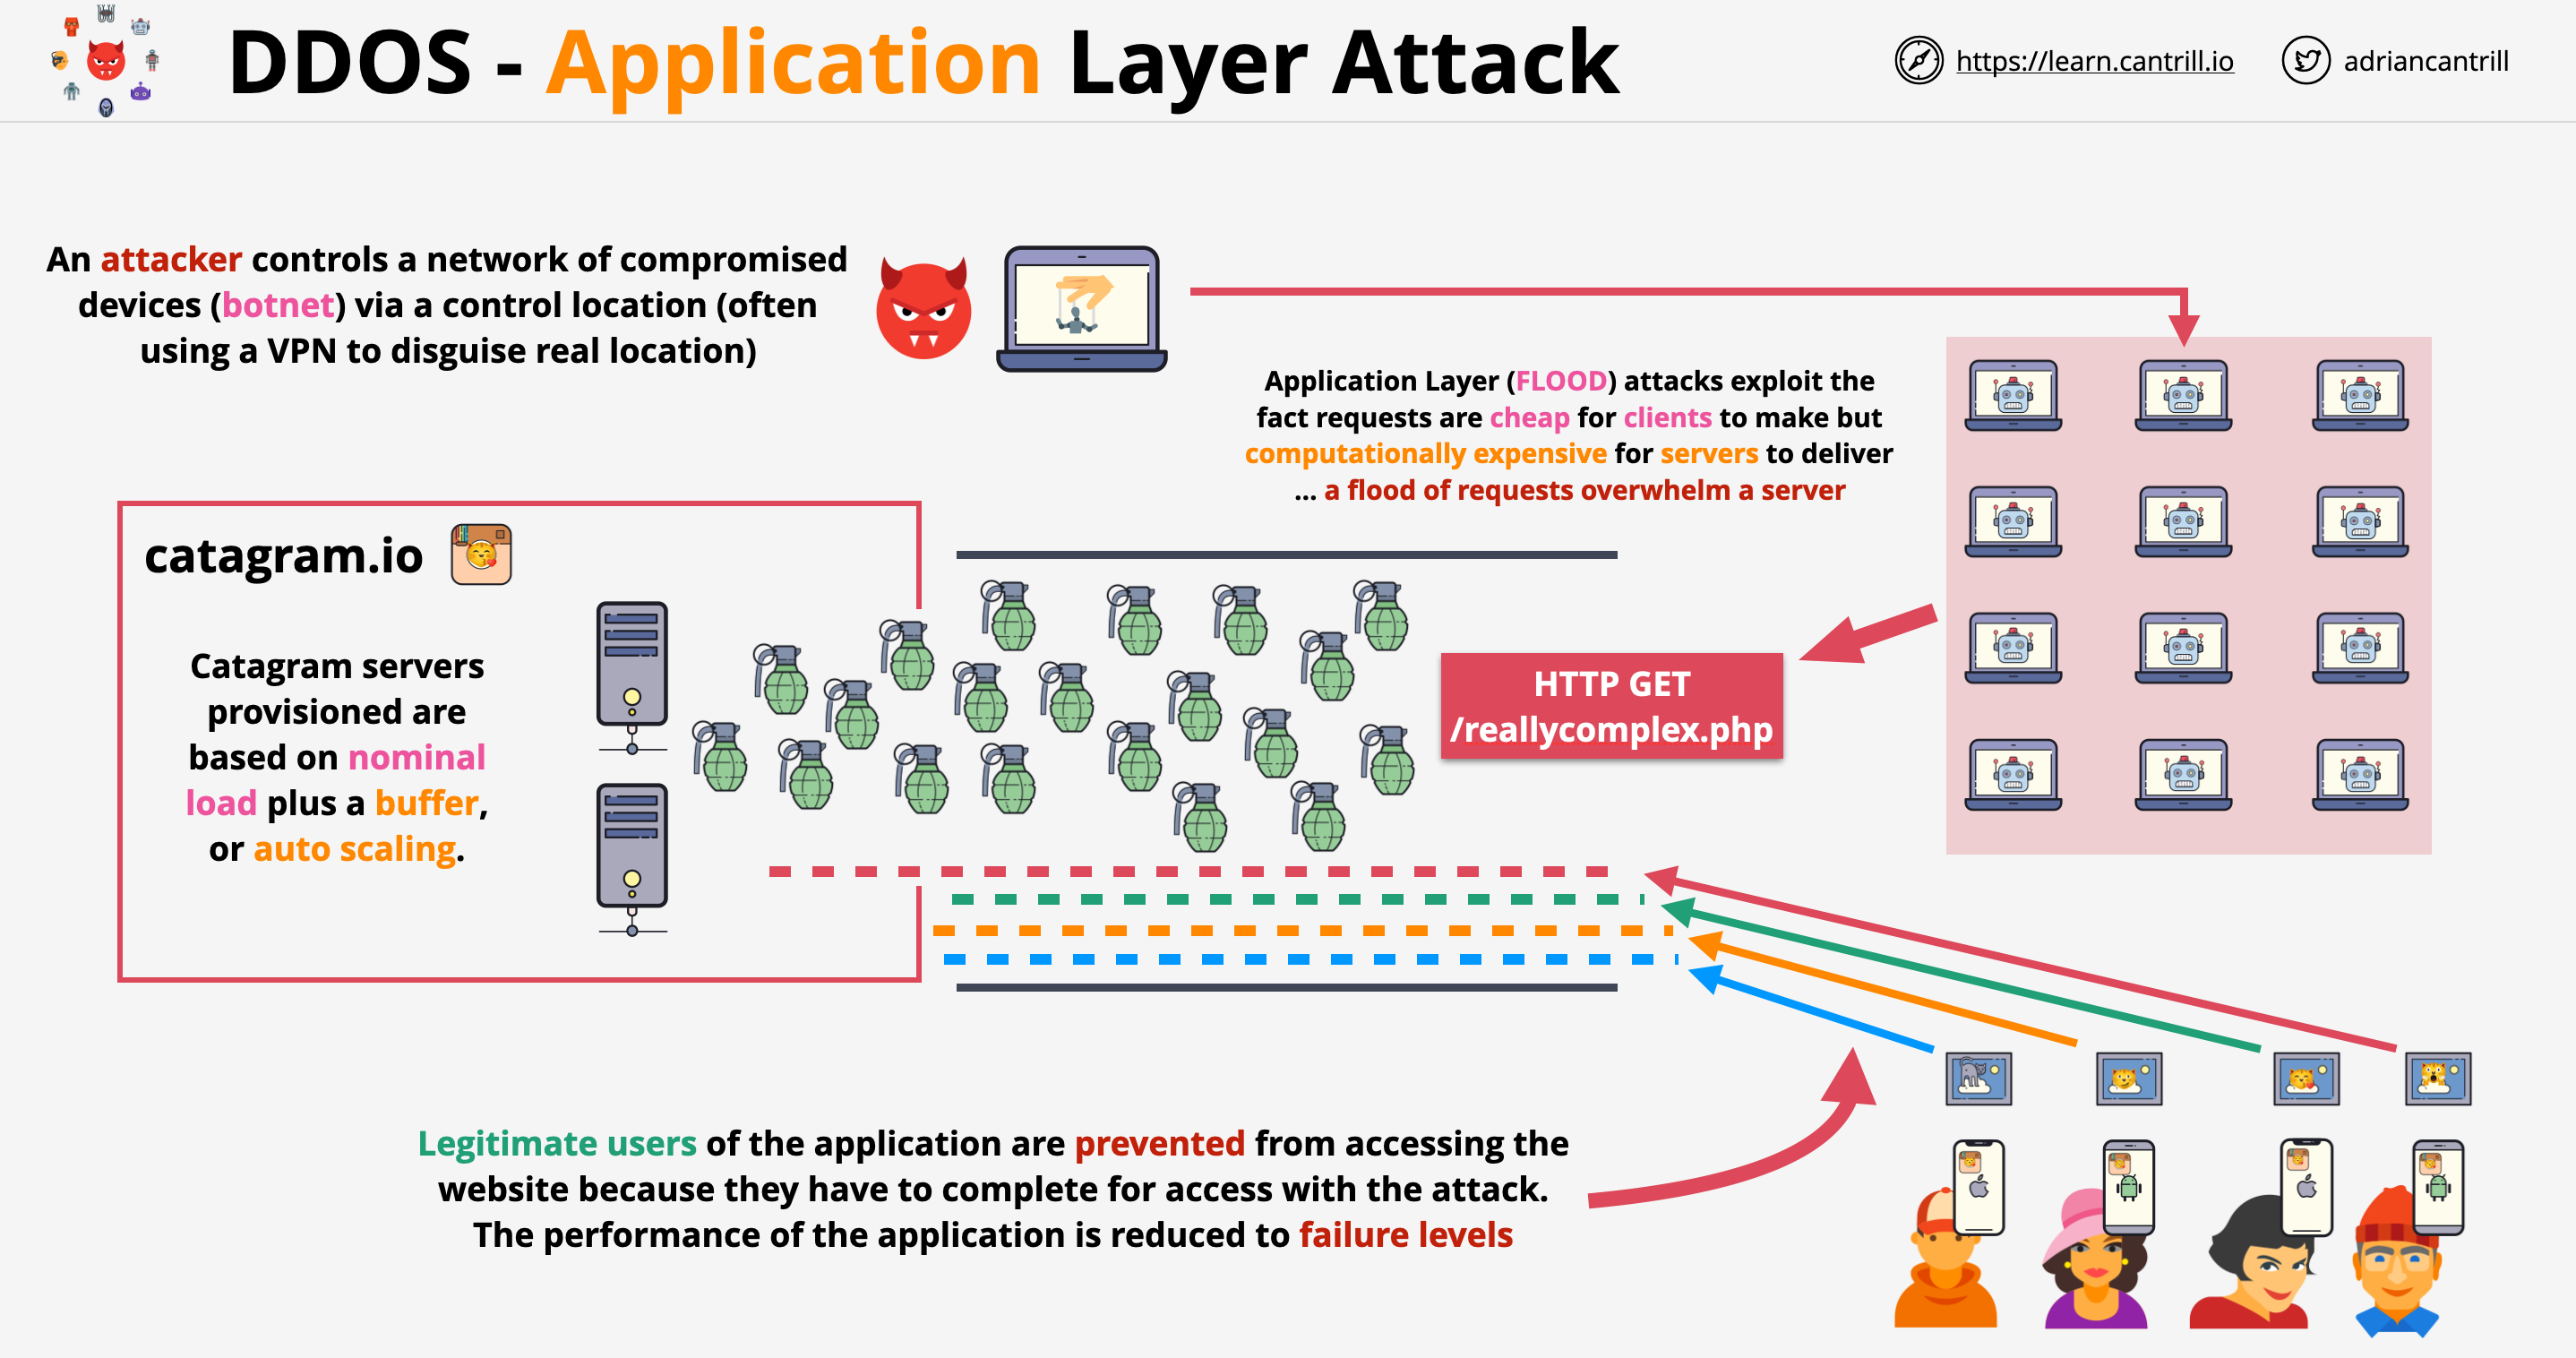 DDOS - Application Layer Attack
https://learn.cantrill.io
adriancantrill
An attacker controls a network of compromised
devices (botnet) via a control location (often
using a VPN to disguise real location)
Application Layer (FLOOD) attacks exploit the
fact requests are cheap for clients to make but
computationally expensive for servers to deliver
... a flood of requests overwhelm a server
catagram.io
Catagram servers
provisioned are
based on nominal
load plus a buffer,
or auto scaling.
HTTP GET
/reallycomplex.php
Legitimate users of the application are prevented from accessing the
website because they have to complete for access with the attack.
The performance of the application is reduced to failure levels